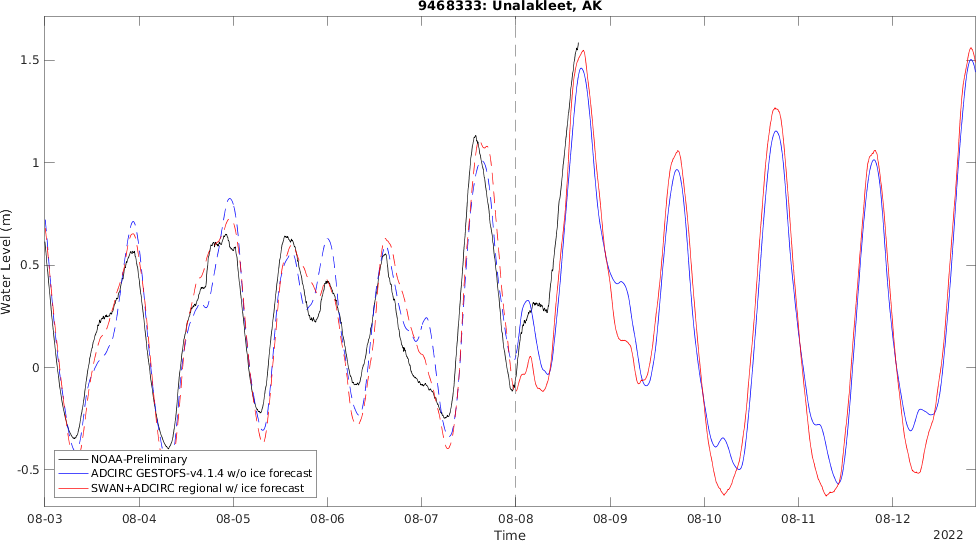 9468333: Unalakleet, AK
Water Level (m)
1.5
1
0.5
0
-0.5
NOAA-Preliminary
ADCIRC GESTOFS-v4.1.4 w/o ice forecast
SWAN+ADCIRC regional w/ ice forecast
08-03 08-04 08-05 08-06 08-07 08-08 08-09 08-10 08-11 08-12
Time
2022